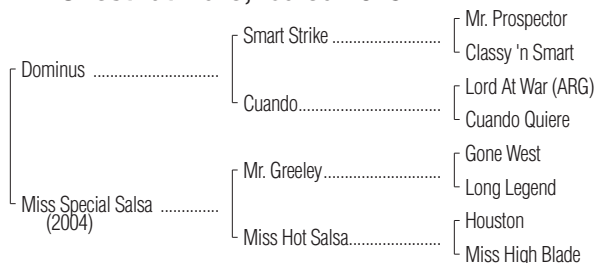 Mr. Prospector
Smart Strike ................................
Classy 'n Smart
Dominus .....................................
Lord At War (ARG)
Cuando..........................................
Cuando Quiere
Gone West
Mr. Greeley...................................
Long Legend
Miss Special Salsa .................
(2004)
Houston
Miss Hot Salsa...........................
Miss High Blade